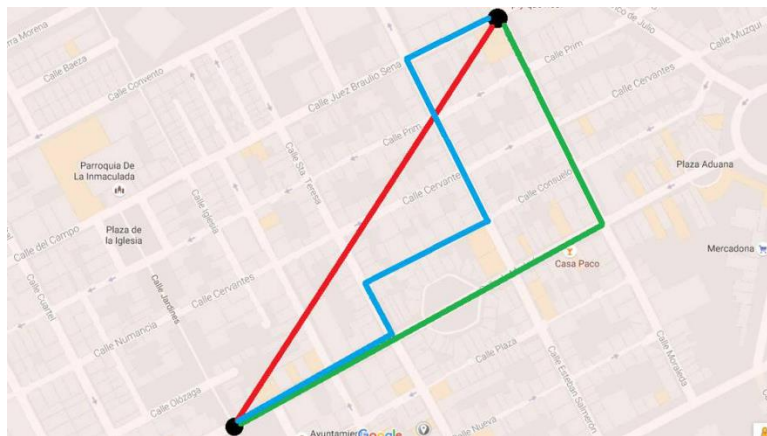 Calle Baeza
Calle Convento
Calle Juez Braulio Sena
Calle Prim
Calle Muzqui
Calle Cervantes
Calle Prim
Calle Sta. Teresa
Parroquia De
La Inmaculada
Plaza Aduana
Calle Cervantes
Calle Consuelo
Calle Iglesia
Plaza de
la Iglesia
Calle del Campo
Mercadona
Casa Paco
Calle Cuartel
Calle Jardines
Calle Cervantes
Calle Numancia
Calle Plaza
Calle Esteban Salmerón
Calle Moraleda
Calle Olózaga
Calle Nueva
Google